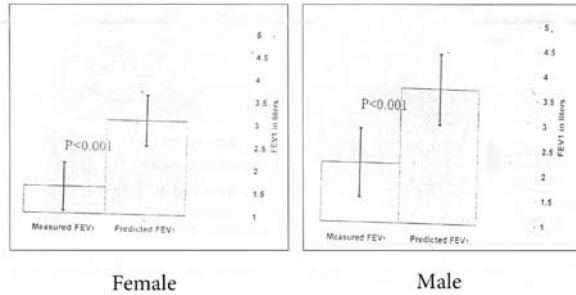 5
4.5
4
3.5
3
2.5
2
1.5
1
FEV1 in liters
P<0.001
Measured FEV₁
Predicted FEV₁
Female
5
4.5
4
3.5
3
2.5
2
1.5
1
FEV1 in liters
P<0.001
Measured FEV₁
Predicted FEV₁
Male